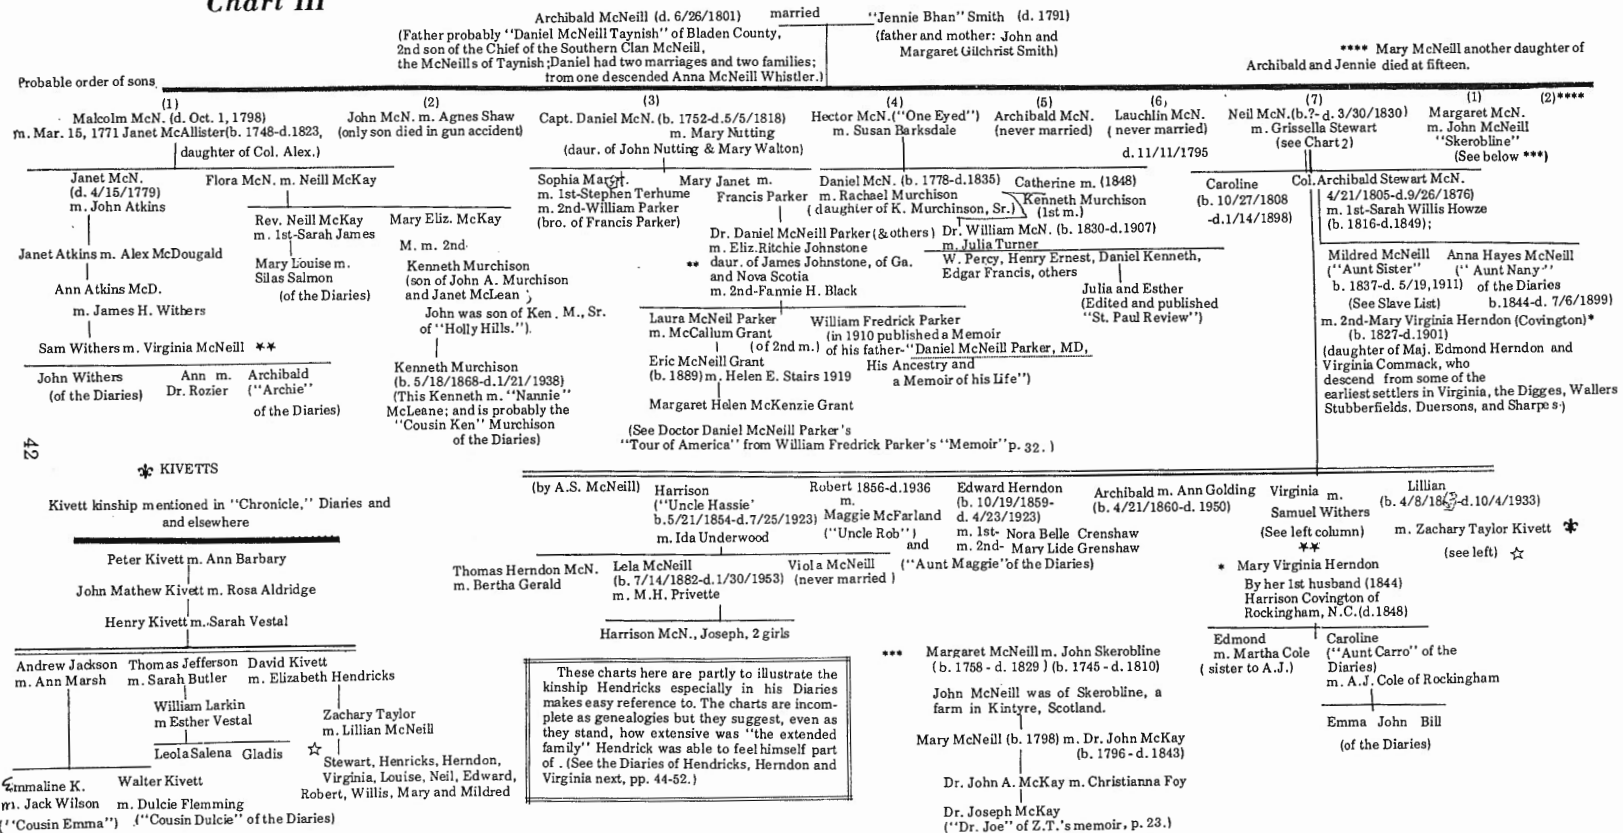 Chart III
Archibald McNeill (d. 6/26/1801) married "Jennie Bhan" Smith (d. 1791)
(Father probably "Daniel McNeill Taynish" of Bladen County,
2nd son of the Chief of the Southern Clan McNeill,
the McNeills of Taynish;Daniel had two marriages and two families;
from one descended Anna McNeill Whistler.)
(father and mother: John and
Margaret Gilchrist Smith)
**** Mary McNeill another daughter of
Archibald and Jennie died at fifteen.
Probable order of sons
(1)
Malcolm McN. (d. Oct. 1, 1798)
m. Mar. 15, 1771 Janet McAllister(b. 1748-d.1823,
daughter of Col. Alex.)
(2)
John McN. m. Agnes Shaw
(only son died in gun accident)
(3)
Capt. Daniel McN. (b. 1752-d.5/5/1818)
m. Mary Nutting
(daur. of John Nutting & Mary Walton)
(4)
Hector McN.("One Eyed")
m. Susan Barksdale
(5)
Archibald McN.
(never married)
(6)
Lauchlin McN.
( never married)
d. 11/11/1795
(7)
Neil McN.(b.?- d. 3/30/1830)
m. Grissella Stewart
(see Chart 2)
(1)
Margaret McN.
m. John McNeill
"Skerobline"
(See below ***)
(2)****
Janet McN.
(d. 4/15/1779)
m. John Atkins
Janet Atkins m. Alex McDougald
Ann Atkins McD.
m. James H. Withers
Sam Withers m. Virginia McNeill **
John Withers
(of the Diaries)
Ann m.
Dr. Rozier
Archibald
("Archie"
of the Diaries)
Flora McN. m. Neill McKay
Rev. Neill McKay
m. 1st-Sarah James
Mary Louise m.
Silas Salmon
(of the Diaries)
Mary Eliz. McKay
M. m. 2nd
Kenneth Murchison
(son of John A. Murchison
and Janet McLean ;
John was son of Ken. M., Sr.
of "Holly Hills.").
Kenneth Murchison
(b. 5/18/1868-d.1/21/1938)
(This Kenneth m. "Nannie"
McLeane; and is probably the
"Cousin Ken" Murchison
of the Diaries)
Sophia
m. 1st-Stephen Terhume
m. 2nd-William Parker
(bro. of Francis Parker)
Mary Janet m.
Francis Parker
Dr. Daniel McNeill Parker(& others)
m. Eliz.Ritchie Johnstone
** daur. of James Johnstone, of Ga.
and Nova Scotia
m. 2nd-Fannie H. Black
Laura McNeil Parker
m. McCallum Grant
(of 2nd m.)
Eric McNeill Grant
(b. 1889) m. Helen E. Stairs 1919
Margaret Helen McKenzie Grant
William Fredrick Parker
(in 1910 published a Memoir
of his father-"Daniel McNeill Parker, MD,
His Ancestry and
a Memoir of his Life")
(See Doctor Daniel McNeill Parker's
"Tour of America" from William Fredrick Parker's "Memoir"p. 32. )
Daniel McN. (b. 1778-d.1835)
m. Rachael Murchison
( daughter of K. Murchinson, Sr.)
Catherine m. (1848)
Kenneth Murchison
(1st m.)
Dr. William McN. (b. 1830-d.1907)
m. Julia Turner
W. Percy, Henry Ernest, Daniel Kenneth,
Edgar Francis, others
Julia and Esther
(Edited and published
"St. Paul Review")
Caroline
(b. 10/27/1808
-d.1/14/1898)
Col. Archibald Stewart McN.
4/21/1805-d.9/26/1876)
m. 1st-Sarah Willis Howze
(b. 1816-d.1849);
Mildred McNeill
("Aunt Sister"
b. 1837-d. 5/19,1911)
(See Slave List)
Anna Hayes McNeill
(" Aunt Nany"
of the Diaries
b.1844-d. 7/6/1899)
m. 2nd-Mary Virginia Herndon (Covington)*
(b. 1827-d.1901)
(daughter of Maj. Edmond Herndon and
Virginia Commack, who
descend from some of the
earliest settlers in Virginia, the Digges, Wallers
Stubberfields, Duersons, and Sharpes.)
42
KIVETTS
Kivett kinship mentioned in "Chronicle," Diaries and
and elsewhere
Peter Kivett m. Ann Barbary
John Mathew Kivett m. Rosa Aldridge
Henry Kivett m. Sarah Vestal
Andrew Jackson
m. Ann Marsh
Thomas Jefferson
m. Sarah Butler
David Kivett
m. Elizabeth Hendricks
William Larkin
m Esther Vestal
Leola Salena Gladis
Zachary Taylor
m. Lillian McNeill
☆
Stewart, Henricks, Herndon,
Virginia, Louise, Neil, Edward,
Robert, Willis, Mary and Mildred
Emmaline K.
m. Jack Wilson
("Cousin Emma")
Walter Kivett
m. Dulcie Flemming
("Cousin Dulcie" of the Diaries)
(by A.S. McNeill)
Harrison
("Uncle Hassie'
b.5/21/1854-d.7/25/1923)
m. Ida Underwood
Robert 1856-d.1936
m.
Maggie McFarland
("Uncle Rob")
and
("Aunt Maggie"of the Diaries)
Edward Herndon
(b. 10/19/1859-
d. 4/23/1923)
m. 1st- Nora Belle Crenshaw
m. 2nd- Mary Lide Grenshaw
Archibald m. Ann Golding
(b. 4/21/1860-d. 1950)
Virginia m.
Samuel Withers
(See left column)
**
Lillian
-d.10/4/1933)
m. Zachary Taylor Kivett
(see left) ☆
Thomas Herndon McN.
m. Bertha Gerald
Lela McNeill
(b. 7/14/1882-d.1/30/1953)
m. M.H. Privette
Viola McNeill
(never married )
Harrison McN., Joseph, 2 girls
These charts here are partly to illustrate the
kinship Hendricks especially in his Diaries
makes easy reference to. The charts are incom-
plete as genealogies but they suggest, even as
they stand, how extensive was "the extended
family" Hendrick was able to feel himself part
of . (See the Diaries of Hendricks, Herndon and
Virginia next, pp. 44-52.)
*** Margaret McNeill m. John Skerobline
(b. 1758 - d. 1829 ) (b. 1745 - d. 1810)
John McNeill was of Skerobline, a
farm in Kintyre, Scotland.
Mary McNeill (b. 1798) m. Dr. John McKay
(b. 1796 - d. 1843)
Dr. John A. McKay m. Christianna Foy
Dr. Joseph McKay
("Dr. Joe" of Z.T.'s memoir, p. 23.)
* Mary Virginia Herndon
By her 1st husband (1844)
Harrison Covington of
Rockingham, N.C.(d.1848)
Edmond
m. Martha Cole
( sister to A.J.)
Caroline
("Aunt Carro" of the
Diaries)
m. A.J. Cole of Rockingham
Emma John Bill
(of the Diaries)